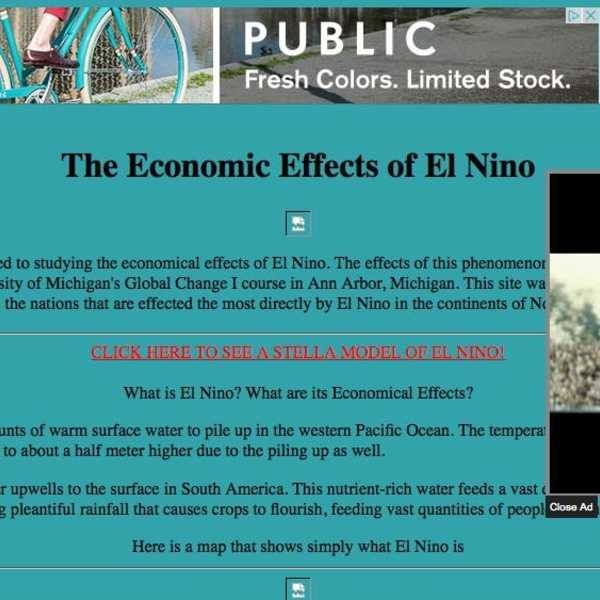 PUBLIC
Fresh Colors. Limited Stock.
The Economic Effects of El Nino
ed to studying the economical effects of El Nino. The effects of this phenomenon
sity of Michigan's Global Change I course in Ann Arbor, Michigan. This site wa
the nations that are effected the most directly by El Nino in the continents of No
CLICK HERE TO SEE A STELLA MODEL OF EL NINO!
What is El Nino? What are its Economical Effects?
unts of warm surface water to pile up in the western Pacific Ocean. The temperat
to about a half meter higher due to the piling up as well.
r upwells to the surface in South America. This nutrient-rich water feeds a vast
g pleantiful rainfall that causes crops to flourish, feeding vast quantities of people
Close Ad
Here is a map that shows simply what El Nino is